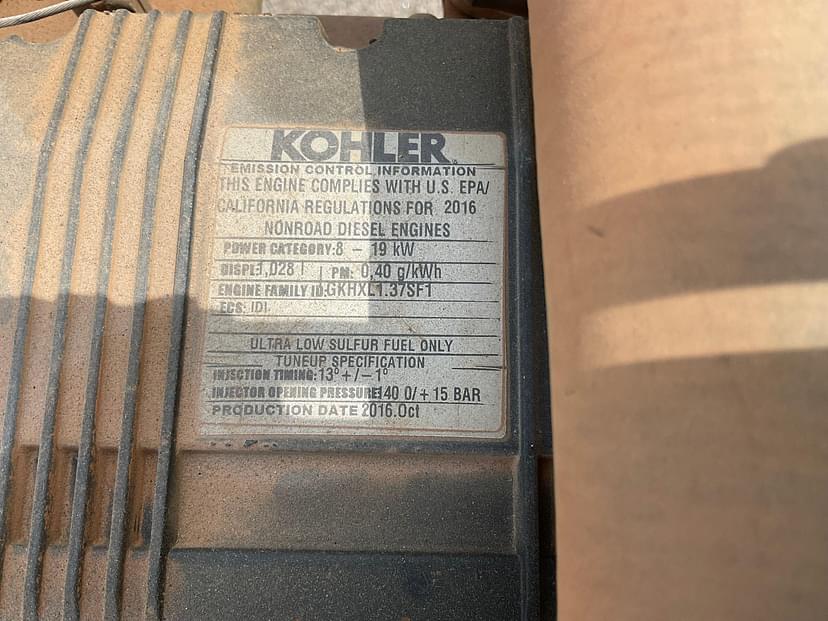 KOHLER
EMISSION CONTROL INFORMATION
THIS ENGINE COMPLIES WITH U.S. EPA/
CALIFORNIA REGULATIONS FOR 2016
NONROAD DIESEL ENGINES
POWER CATEGORY: 8 - 19 kW
DISPL: 1,028 l PM: 0,40 g/kWh
ENGINE FAMILY ID: GKHXL1.37SF1
ECS: IDI
ULTRA LOW SULFUR FUEL ONLY
TUNEUP SPECIFICATION
INJECTION TIMING: 13° +/- 1°
INJECTOR OPENING PRESSURE: 140 0/+ 15 BAR
PRODUCTION DATE 2016.Oct